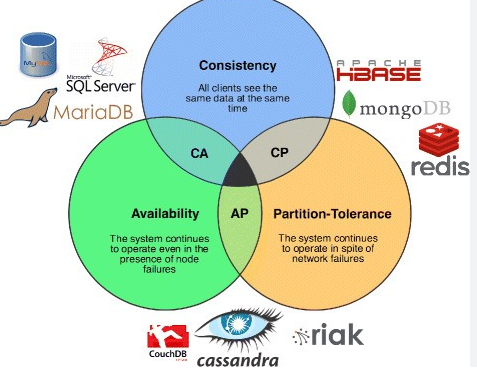 MySQL
Microsoft
SQL Server
MariaDB
Consistency
All clients see the
same data at the same
time
APACHE
HBASE
mongoDB
redis
CA
CP
Availability
The system continues
to operate even in the
presence of node
failures
AP
Partition-Tolerance
The system continues
to operate in spite of
network failures
CouchDB
cassandra
riak